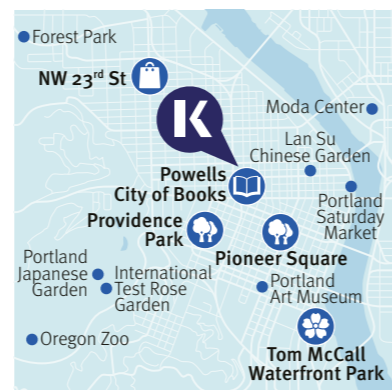 Forest Park
NW 23rd St
K
Moda Center
Lan Su
Chinese Garden
Powells
City of Books
Portland
Saturday
Market
Providence
Park
Pioneer Square
Portland
Japanese
Garden
International
Test Rose
Garden
Portland
Art Museum
Oregon Zoo
Tom McCall
Waterfront Park